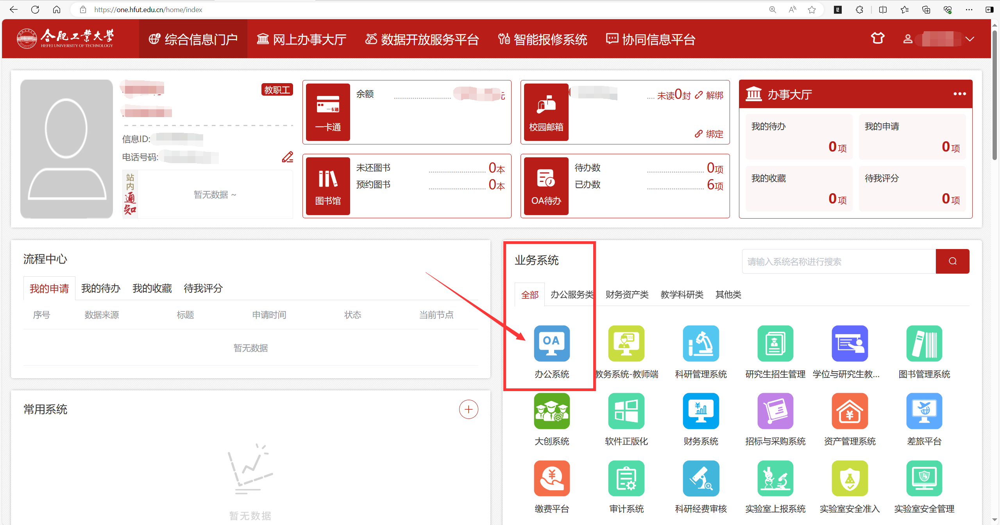 https://one.hfut.edu.cn/home/index
合肥工业大学
HEFEI UNIVERSITY OF TECHNOLOGY
综合信息门户
网上办事大厅
数据开放服务平台
智能报修系统
协同信息平台
教职工
信息ID:
电话号码:
站内通知
暂无数据 ~
一卡通
一卡通
余额
元
校园邮箱
未读0封
解绑
绑定
图书馆
未还图书 0本
预约图书 0本
OA待办
待办数 0项
已办数 6项
办事大厅
我的待办
0项
我的申请
0项
我的收藏
0项
待我评分
0项
流程中心
我的申请 我的待办 我的收藏 待我评分
序号 数据来源 标题 申请时间 状态 当前节点
暂无数据
常用系统
暂无数据
业务系统
请输入系统名称进行搜索
全部 办公服务类 财务资产类 教学科研类 其他类
OA
办公系统 教务系统-教师端 科研管理系统 研究生招生管理 学位与研究生教... 图书管理系统
大创系统 软件正版化 财务系统 招标与采购系统 资产管理系统 差旅平台
缴费平台 审计系统 科研经费审核 实验室上报系统 实验室安全准入 实验室安全管理